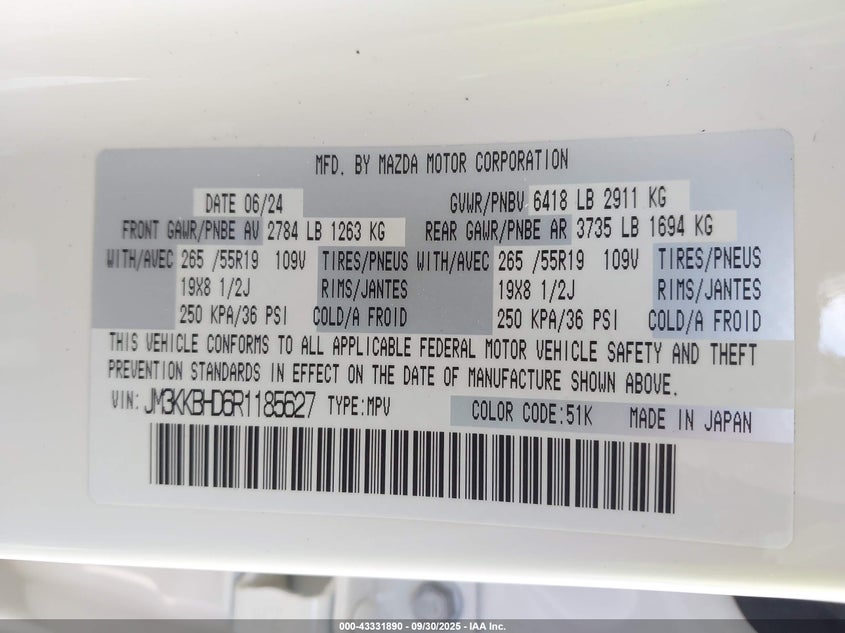 MFD. BY MAZDA MOTOR CORPORATION
DATE 06/24 GVWR/PNBV 6418 LB 2911 KG
FRONT GAWR/PNBE AV 2784 LB 1263 KG REAR GAWR/PNBE AR 3735 LB 1694 KG
WITH/AVEC 265 /55R19 109V TIRES/PNEUS WITH/AVEC 265 /55R19 109V TIRES/PNEUS
19X8 1/2J RIMS/JANTES 19X8 1/2J RIMS/JANTES
250 KPA/36 PSI COLD/A FROID 250 KPA/36 PSI COLD/A FROID
THIS VEHICLE CONFORMS TO ALL APPLICABLE FEDERAL MOTOR VEHICLE SAFETY AND THEFT
PREVENTION STANDARDS IN EFFECT ON THE DATE OF MANUFACTURE SHOWN ABOVE.
VIN: JM3KKBHD6R1185627 TYPE:MPV COLOR CODE:51K MADE IN JAPAN
000-43331890 - 09/30/2025 - IAA Inc.